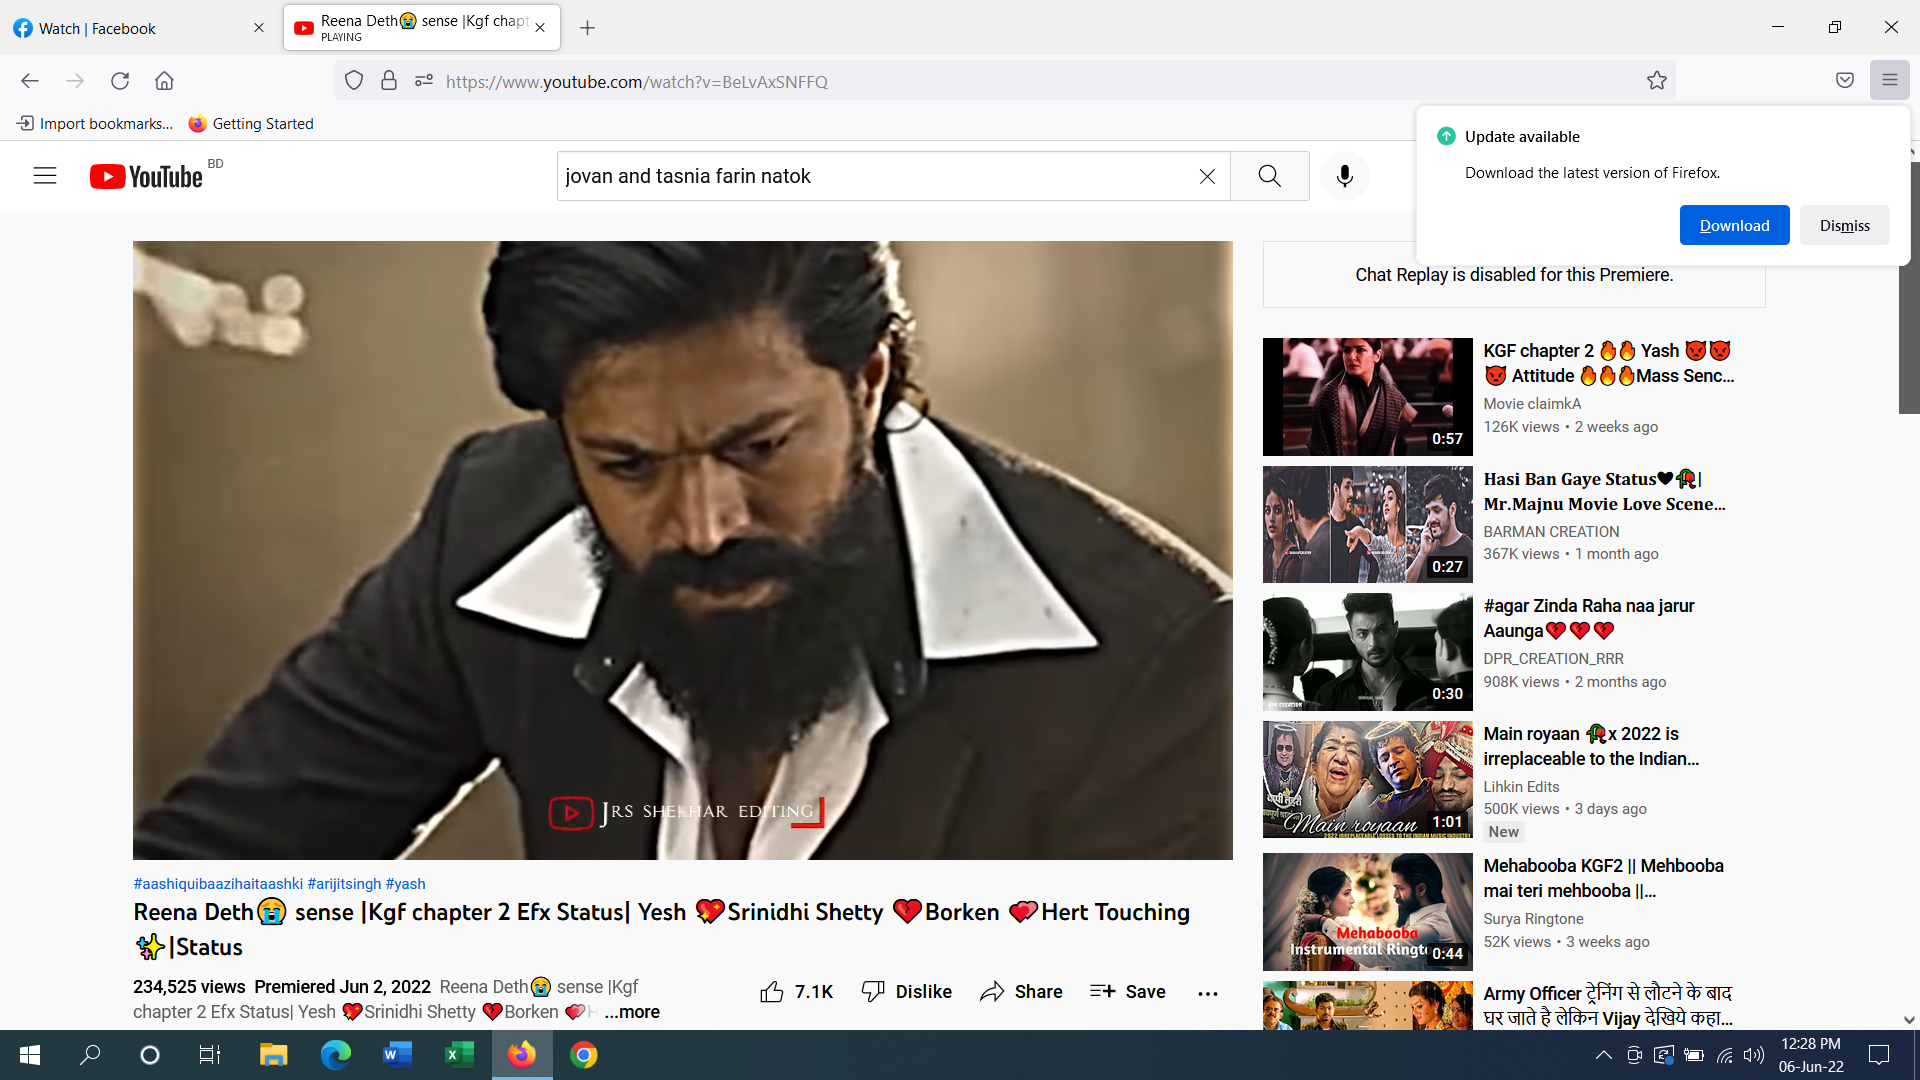 Watch | Facebook
Reena Deth😭 sense |Kgf chapt
PLAYING
https://www.youtube.com/watch?v=BeLvAxSNFFQ
Import bookmarks...
Getting Started
Update available
Download the latest version of Firefox.
Download
Dismiss
YouTube BD
jovan and tasnia farin natok
Chat Replay is disabled for this Premiere.
JRS SHEKHAR EDITING
#aashiquibaazihaitaashki #arijitsingh #yash
Reena Deth😭 sense |Kgf chapter 2 Efx Status| Yesh 💖Srinidhi Shetty 💔Borken 💞Hert Touching
✨|Status
234,525 views Premiered Jun 2, 2022 Reena Deth😭 sense |Kgf
chapter 2 Efx Status| Yesh 💖Srinidhi Shetty 💔Borken 💞H ...more
7.1K
Dislike
Share
Save
KGF chapter 2 🔥🔥 Yash 👿👿
👿 Attitude 🔥🔥🔥Mass Senc...
Movie claimkA
126K views • 2 weeks ago
0:57
Hasi Ban Gaye Status🖤🥀|
Mr.Majnu Movie Love Scene...
BARMAN CREATION
367K views • 1 month ago
0:27
#agar Zinda Raha naa jarur
Aaunga💔💔💔
DPR_CREATION_RRR
908K views • 2 months ago
0:30
Main royaan 🥀x 2022 is
irreplaceable to the Indian...
Lihkin Edits
500K views • 3 days ago
New
Main royaan
2022 IRREPLACEABLE LOSSES TO THE INDIAN MUSIC INDUSTRY
1:01
Mehabooba KGF2 || Mehbooba
mai teri mehbooba ||...
Surya Ringtone
52K views • 3 weeks ago
Mehabooba
Instrumental Ringt
0:44
Army Officer ट्रेनिंग से लौटने के बाद
घर जाते है लेकिन Vijay देखिये कहा...
12:28 PM
06-Jun-22